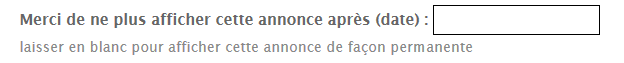 Merci de ne plus afficher cette annonce après (date) :
laisser en blanc pour afficher cette annonce de façon permanente